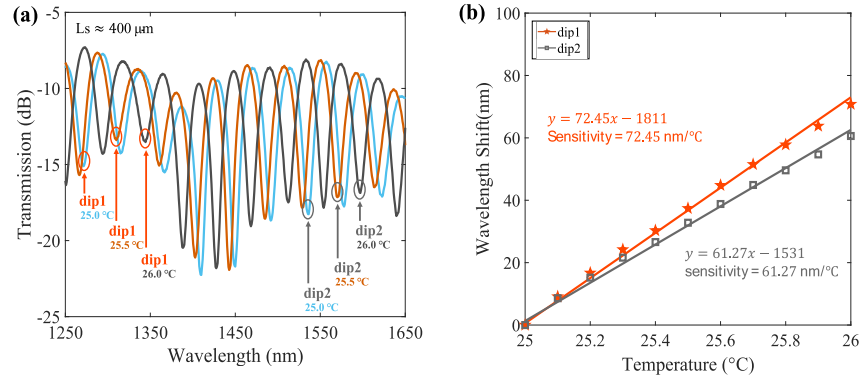 (a)
Ls ≈ 400 μm
Transmission (dB)
-5
-10
-15
-20
-25
1250
1350
1450
1550
1650
Wavelength (nm)
dip1
25.0 °C
dip1
25.5 °C
dip1
26.0 °C
dip2
25.0 °C
dip2
25.5 °C
dip2
26.0 °C
(b)
dip1
dip2
Wavelength Shift(nm)
100
80
60
40
20
0
25
25.2
25.4
25.6
25.8
26
Temperature (°C)
y = 72.45x − 1811
Sensitivity = 72.45 nm/°C
y = 61.27x − 1531
sensitivity = 61.27 nm/°C